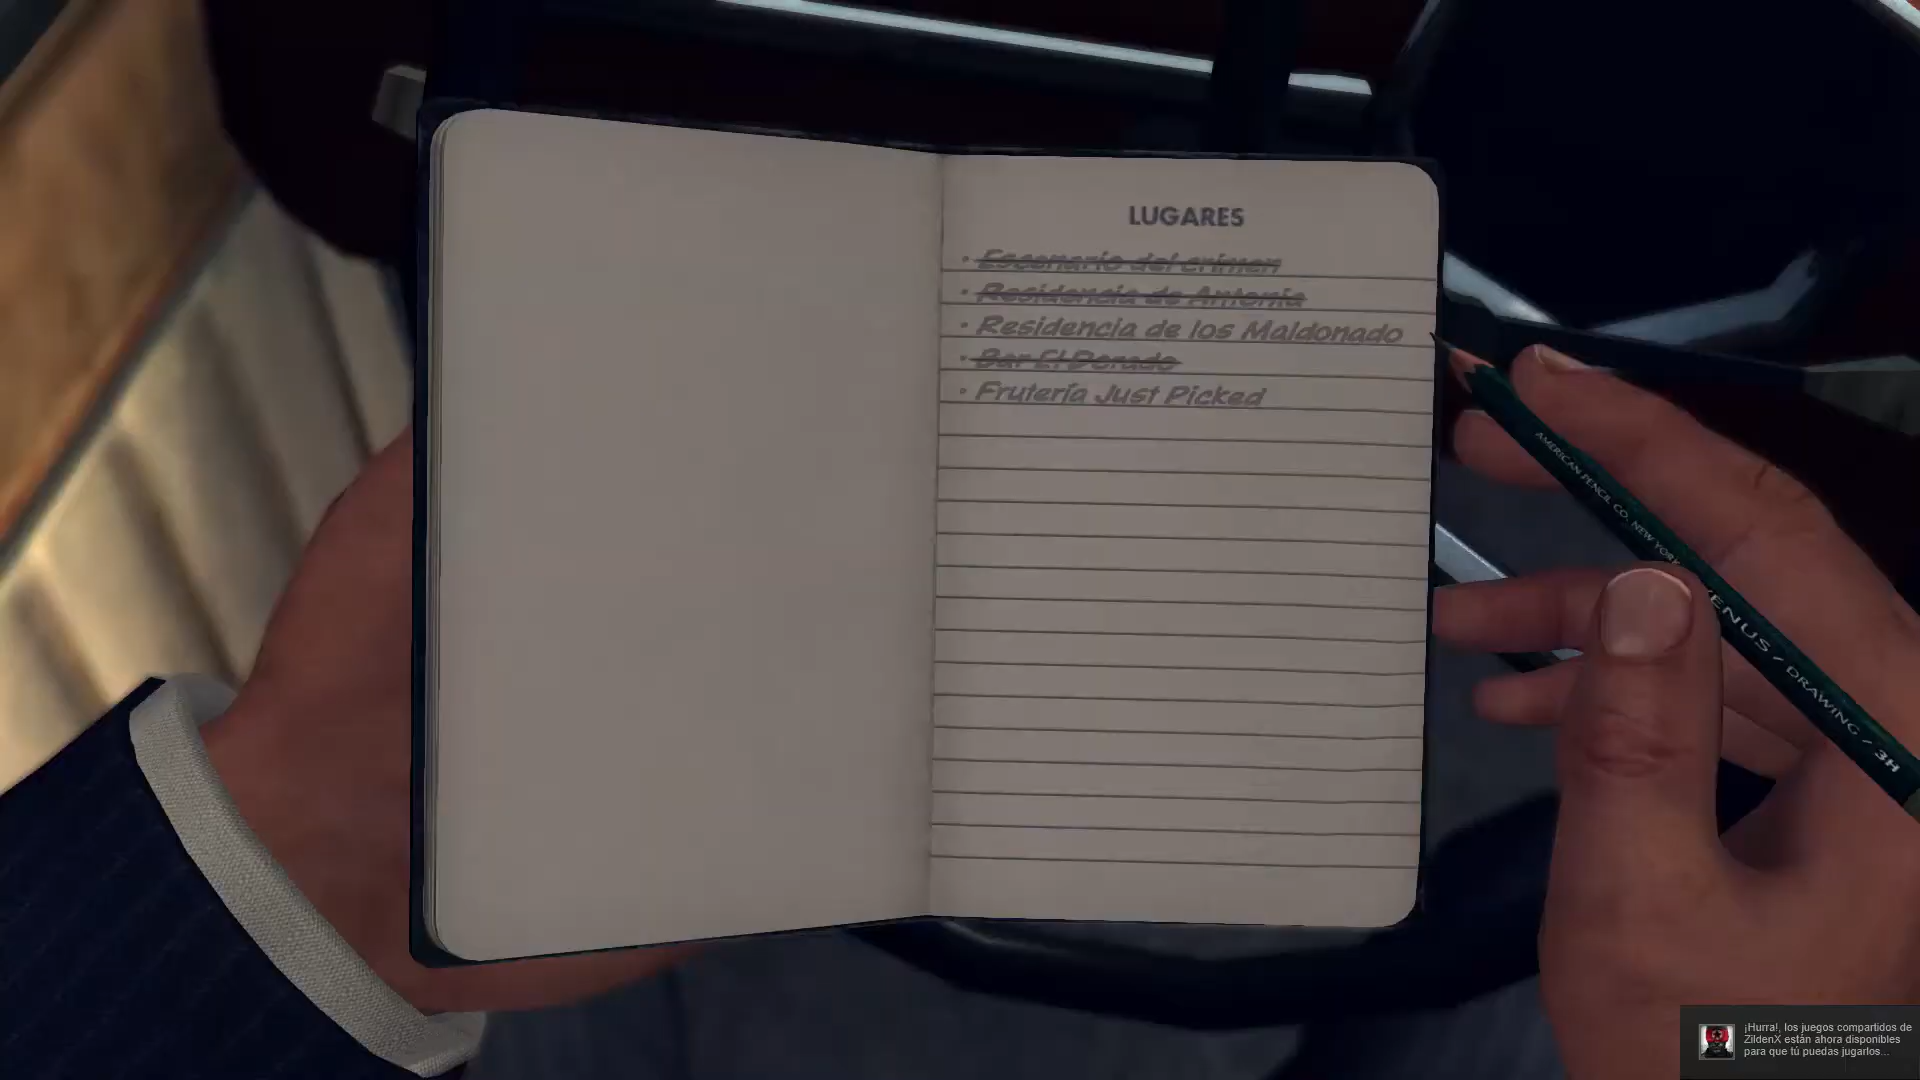 LUGARES
• Escenario del crimen
• Residencia de Antonia
• Residencia de los Maldonado
• Bar El Dorado
• Frutería Just Picked
AMERICAN PENCIL CO. NEW YORK
VENUS / DRAWING / 3H
¡Hurra!, los juegos compartidos de
ZildenX están ahora disponibles
para que tú puedas jugarlos...